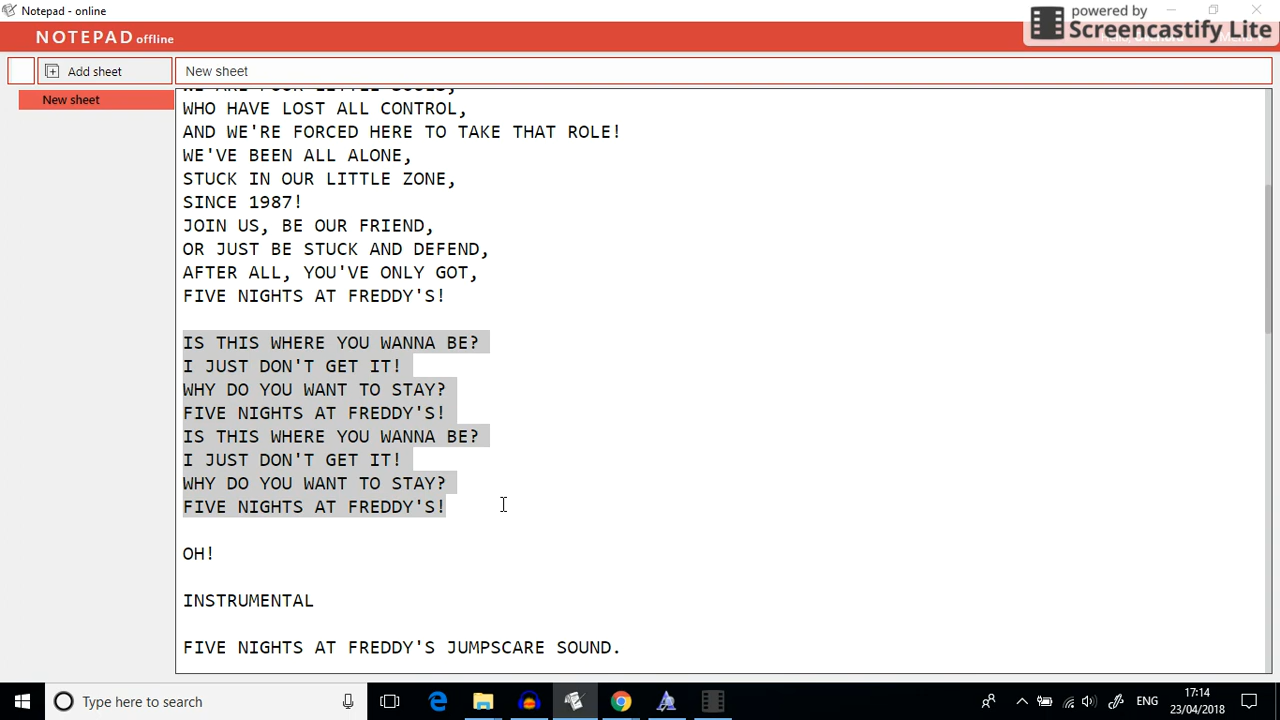 Notepad - online
powered by
Screencastify Lite
NOTEPAD offline
Add sheet
New sheet
New sheet
WHO HAVE LOST ALL CONTROL,
AND WE'RE FORCED HERE TO TAKE THAT ROLE!
WE'VE BEEN ALL ALONE,
STUCK IN OUR LITTLE ZONE,
SINCE 1987!
JOIN US, BE OUR FRIEND,
OR JUST BE STUCK AND DEFEND,
AFTER ALL, YOU'VE ONLY GOT,
FIVE NIGHTS AT FREDDY'S!
IS THIS WHERE YOU WANNA BE?
I JUST DON'T GET IT!
WHY DO YOU WANT TO STAY?
FIVE NIGHTS AT FREDDY'S!
IS THIS WHERE YOU WANNA BE?
I JUST DON'T GET IT!
WHY DO YOU WANT TO STAY?
FIVE NIGHTS AT FREDDY'S!
OH!
INSTRUMENTAL
FIVE NIGHTS AT FREDDY'S JUMPSCARE SOUND.
Type here to search
ENG
17:14
23/04/2018